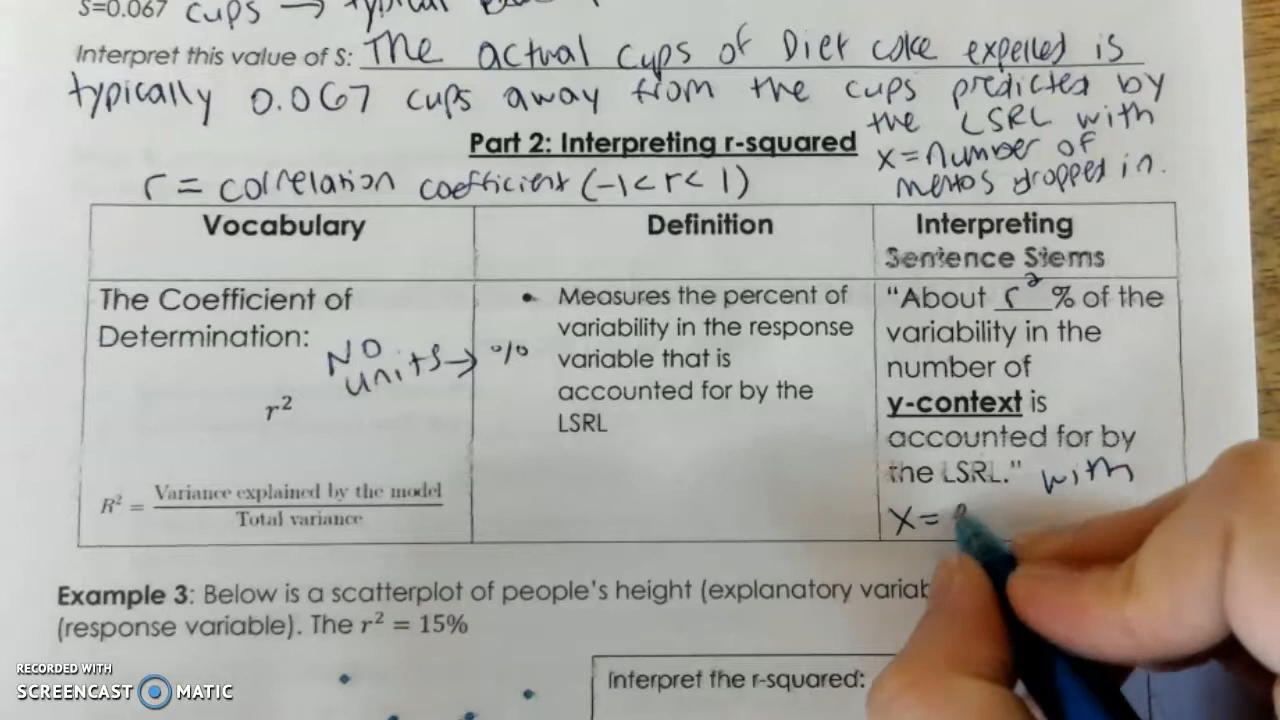 S=0.067 cups → typical
Interpret this value of S: The actual cups of Diet coke expelled is
typically 0.067 cups away from the cups predicted by
the LSRL with
x=number of
mentos dropped in.
Part 2: Interpreting r-squared
r = correlation coefficient (-1<r<1)
Vocabulary
Definition
Interpreting
Sentence Stems
The Coefficient of
Determination:
NO
units→ %
r²
R² = Variance explained by the model
Total variance
• Measures the percent of
variability in the response
variable that is
accounted for by the
LSRL
"About r² % of the
variability in the
number of
y-context is
accounted for by
the LSRL." with
x=
Example 3: Below is a scatterplot of people's height (explanatory
(response variable). The r² = 15%
Interpret the r-squared:
RECORDED WITH
SCREENCAST MATIC